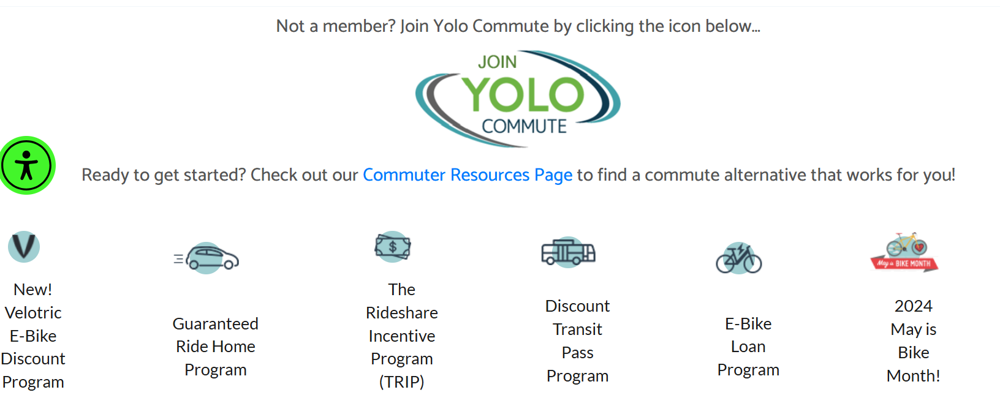 Not a member? Join Yolo Commute by clicking the icon below...
JOIN
YOLO
COMMUTE
Ready to get started? Check out our Commuter Resources Page to find a commute alternative that works for you!
V
New!
Velotric
E-Bike
Discount
Program
Guaranteed
Ride Home
Program
$
The
Rideshare
Incentive
Program
(TRIP)
Discount
Transit
Pass
Program
E-Bike
Loan
Program
May is BIKE MONTH
2024
May is
Bike
Month!